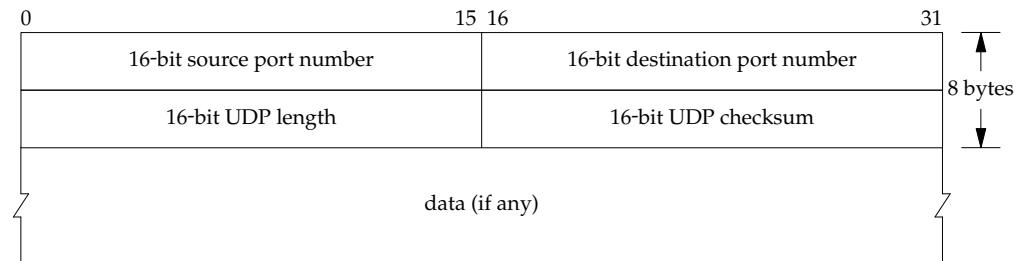 0 15 16 31
16-bit source port number 16-bit destination port number
8 bytes
16-bit UDP length 16-bit UDP checksum
data (if any)